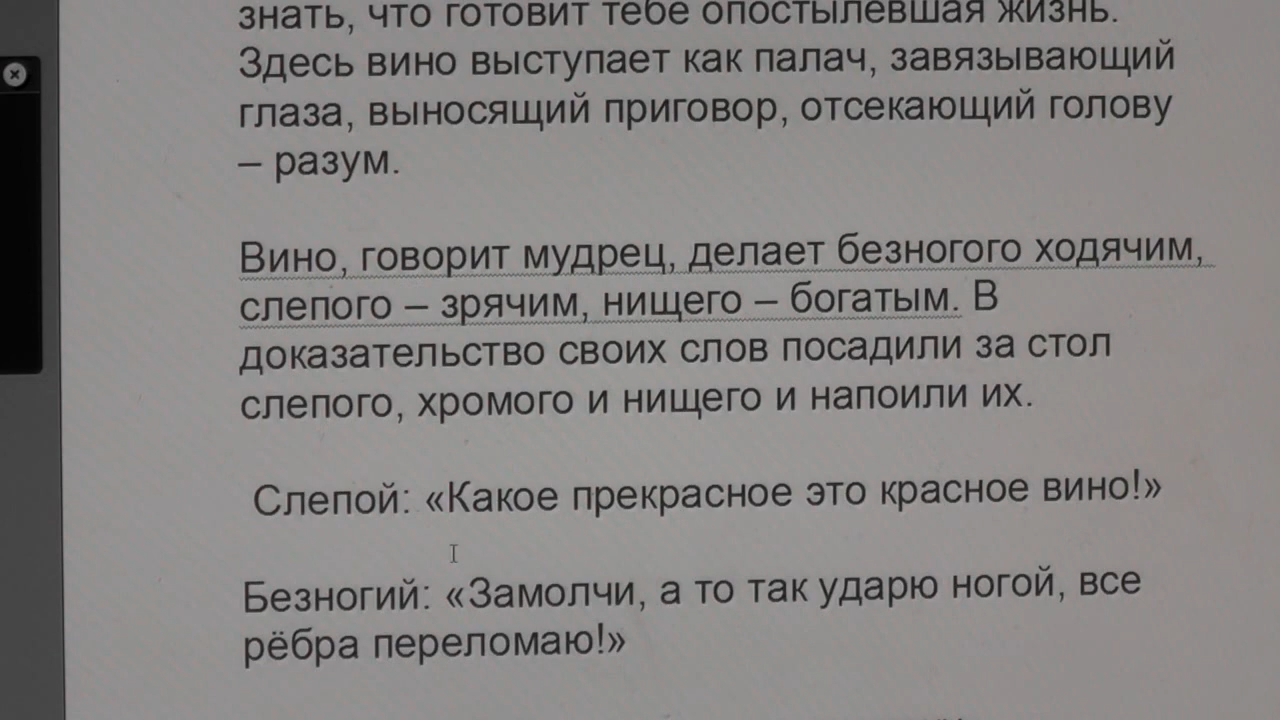 знать, что готовит тебе опостылевшая жизнь.
Здесь вино выступает как палач, завязывающий
глаза, выносящий приговор, отсекающий голову
– разум.
Вино, говорит мудрец, делает безногого ходячим,
слепого – зрячим, нищего – богатым. В
доказательство своих слов посадили за стол
слепого, хромого и нищего и напоили их.
Слепой: «Какое прекрасное это красное вино!»
Безногий: «Замолчи, а то так ударю ногой, все
рёбра переломаю!»